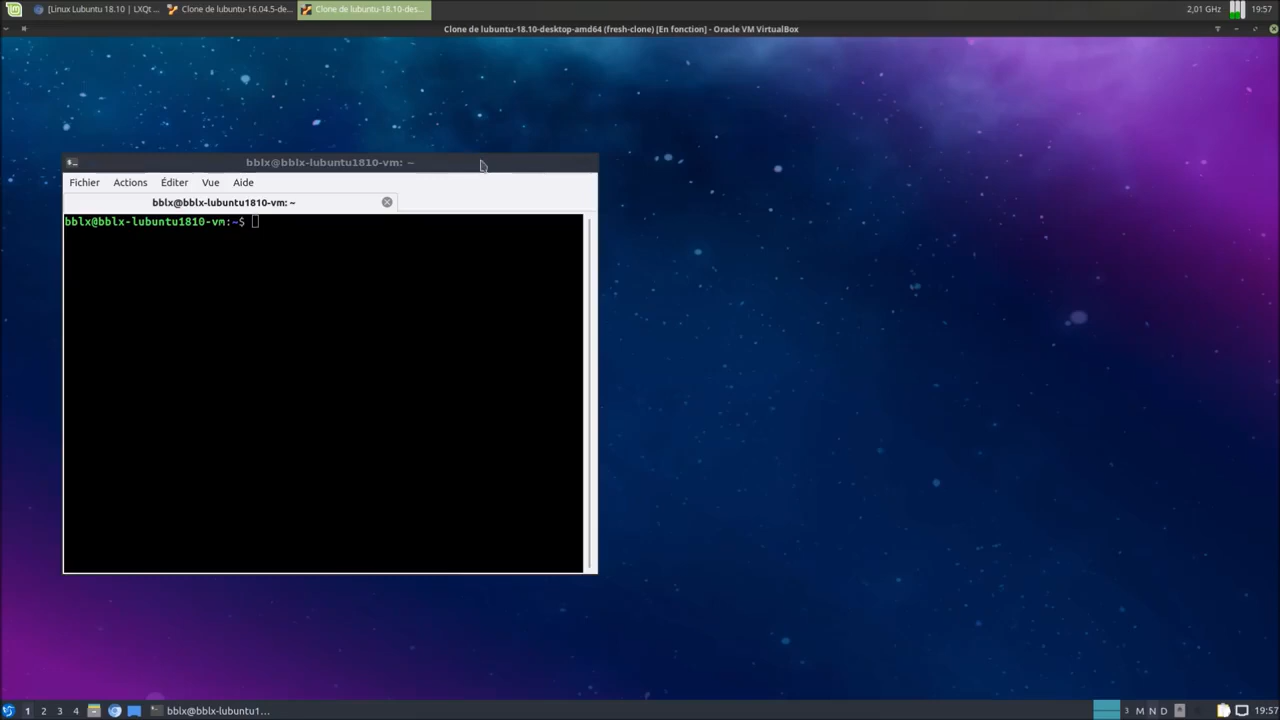 [Linux Lubuntu 18.10 | LXQt ...
Clone de lubuntu-16.04.5-de...
Clone de lubuntu-18.10-des...
2,01 GHz
19:57
Clone de lubuntu-18.10-desktop-amd64 (fresh-clone) [En fonction] - Oracle VM VirtualBox
bblx@bblx-lubuntu1810-vm: ~
Fichier Actions Éditer Vue Aide
bblx@bblx-lubuntu1810-vm: ~
bblx@bblx-lubuntu1810-vm:~$
1 2 3 4
bblx@bblx-lubuntu1...
3 M N D
19:57